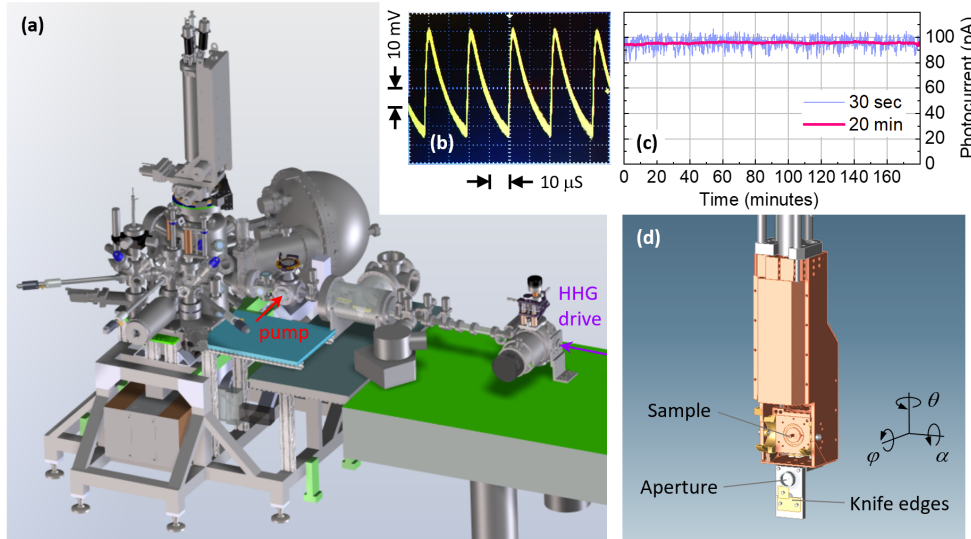 (a)
pump
HHG
drive
10 mV
(b)
10 µS
100
80
60
40
20
0
Photocurrent (pA)
30 sec
20 min
(c)
0 20 40 60 80 100 120 140 160
Time (minutes)
(d)
Sample
Aperture
Knife edges
θ
φ
α